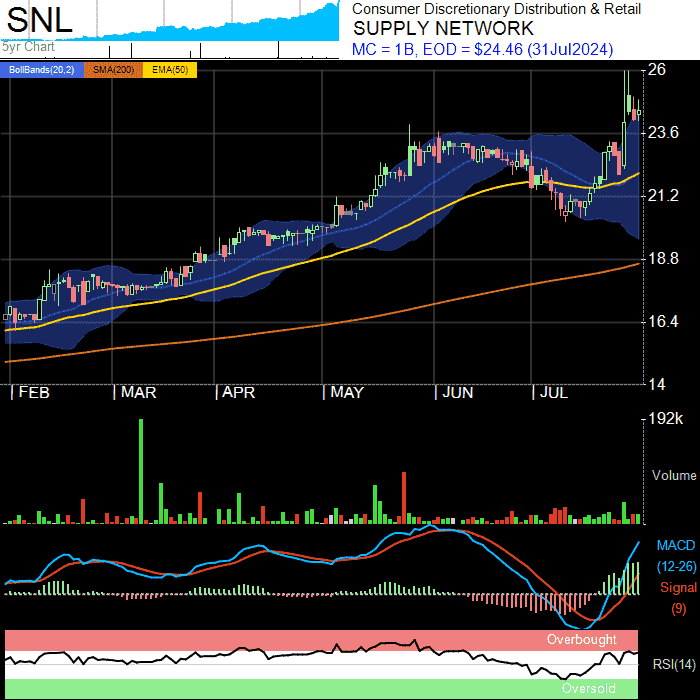 SNL
5yr Chart
Consumer Discretionary Distribution & Retail
SUPPLY NETWORK
MC = 1B, EOD = $24.46 (31Jul2024)
BollBands(20,2) SMA(200) EMA(50)
26
23.6
21.2
18.8
16.4
14
FEB MAR APR MAY JUN JUL
192k
Volume
MACD
(12-26)
Signal
(9)
Overbought
RSI(14)
Oversold